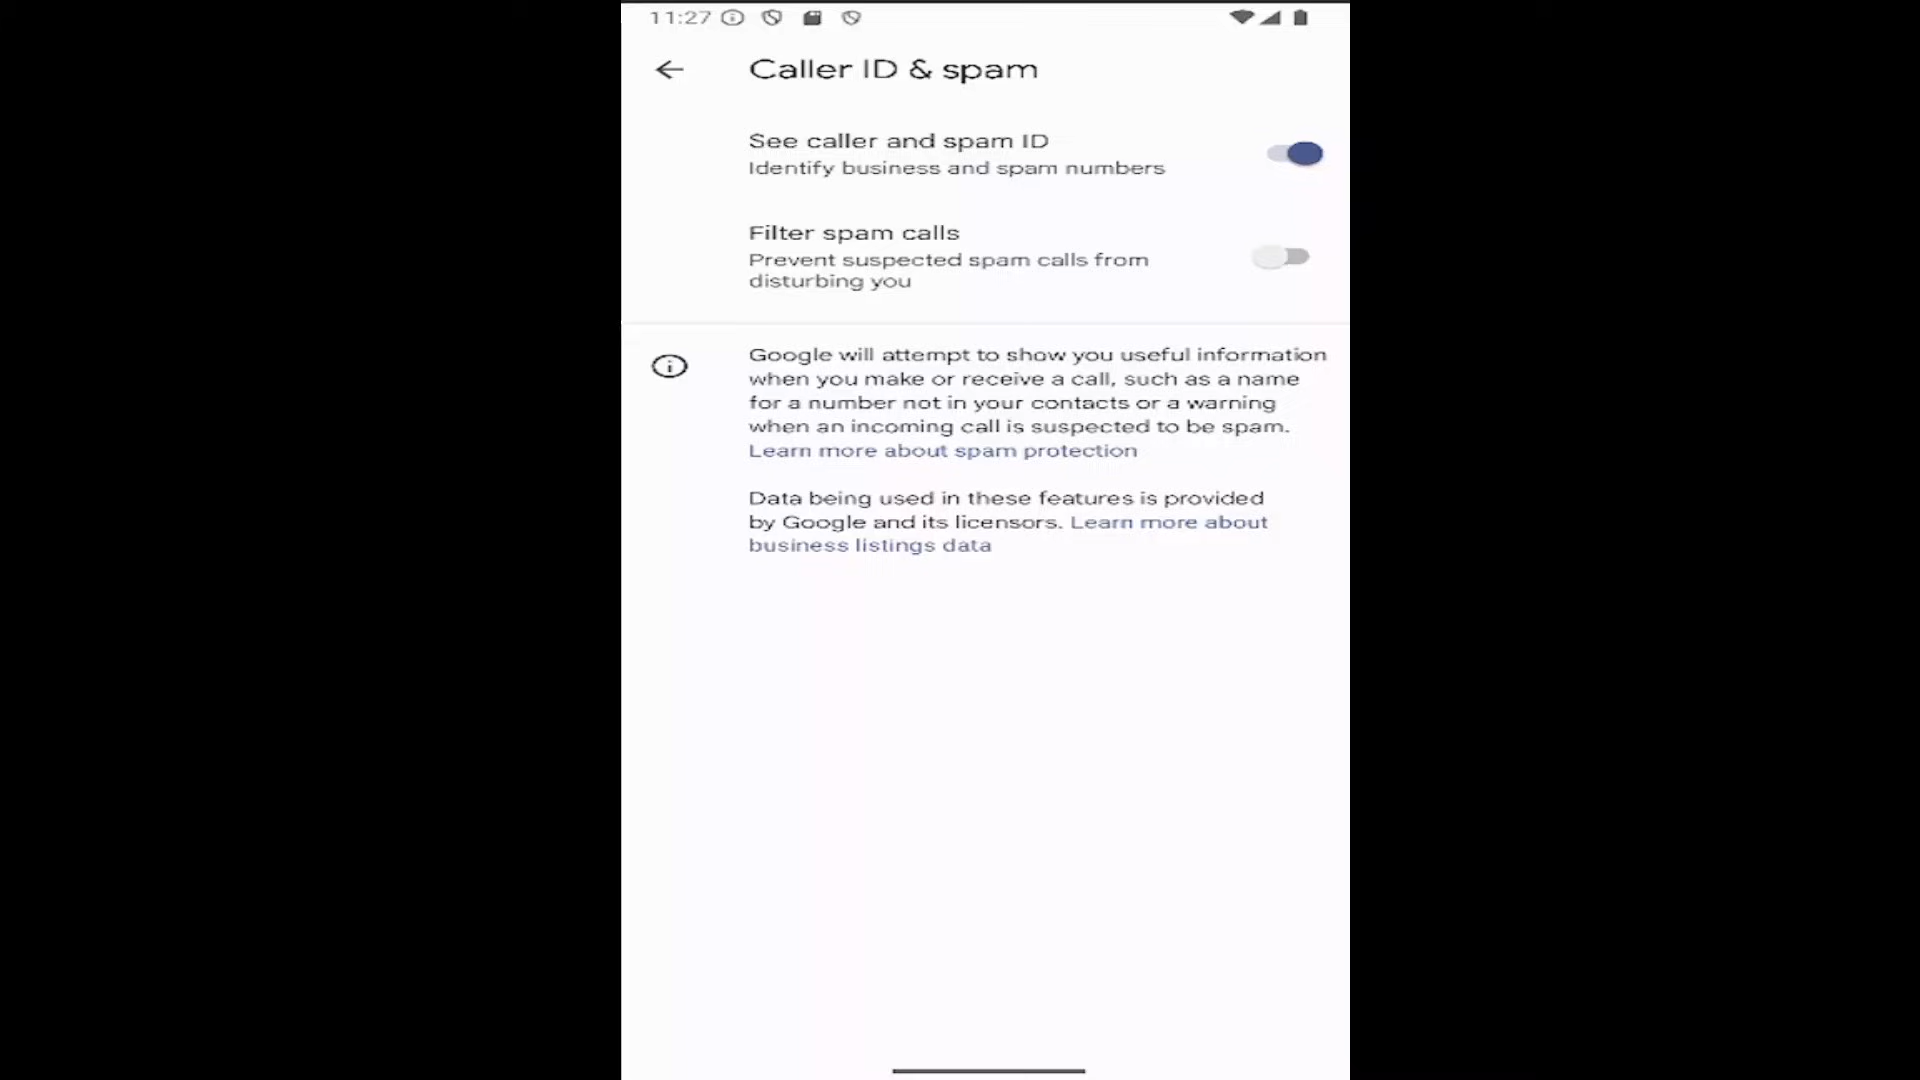 11:27
Caller ID & spam
See caller and spam ID
Identify business and spam numbers
Filter spam calls
Prevent suspected spam calls from
disturbing you
Google will attempt to show you useful information
when you make or receive a call, such as a name
for a number not in your contacts or a warning
when an incoming call is suspected to be spam.
Learn more about spam protection
Data being used in these features is provided
by Google and its licensors. Learn more about
business listings data